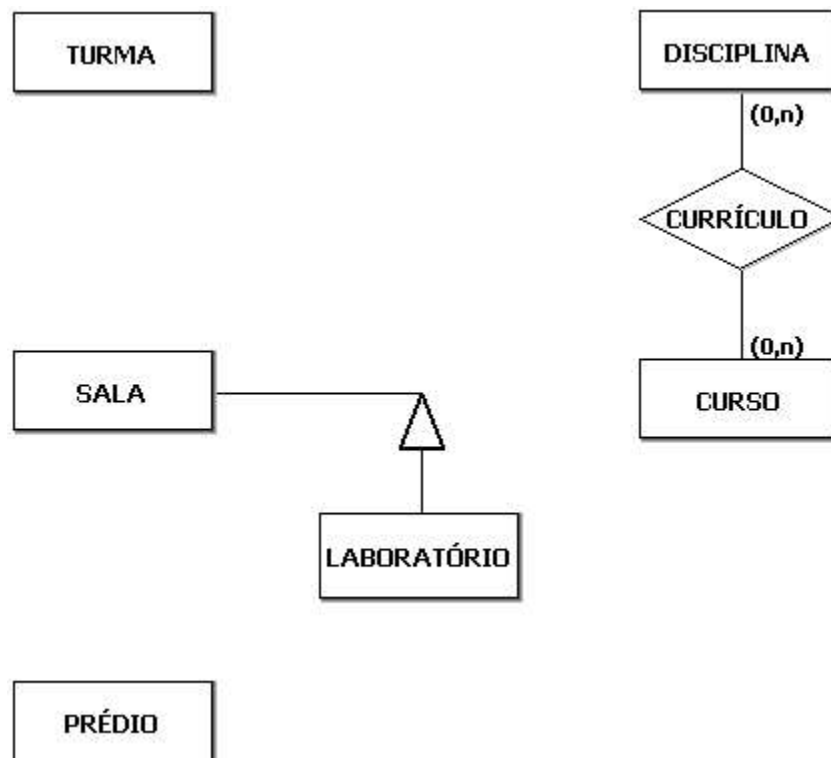 TURMA
DISCIPLINA
(0,n)
CURRÍCULO
(0,n)
SALA
CURSO
LABORATÓRIO
PRÉDIO